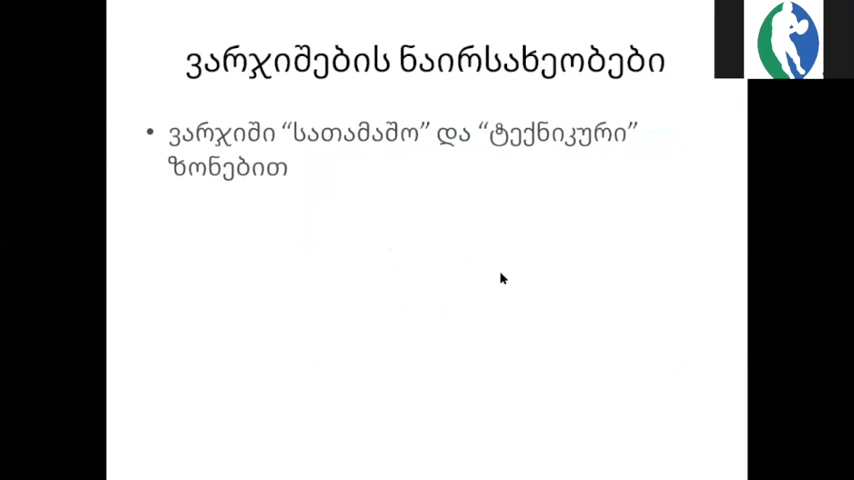 ვარჯიშების ნაირსახეობები
• ვარჯიში “სათამაშო” და “ტექნიკური”
ზონებით